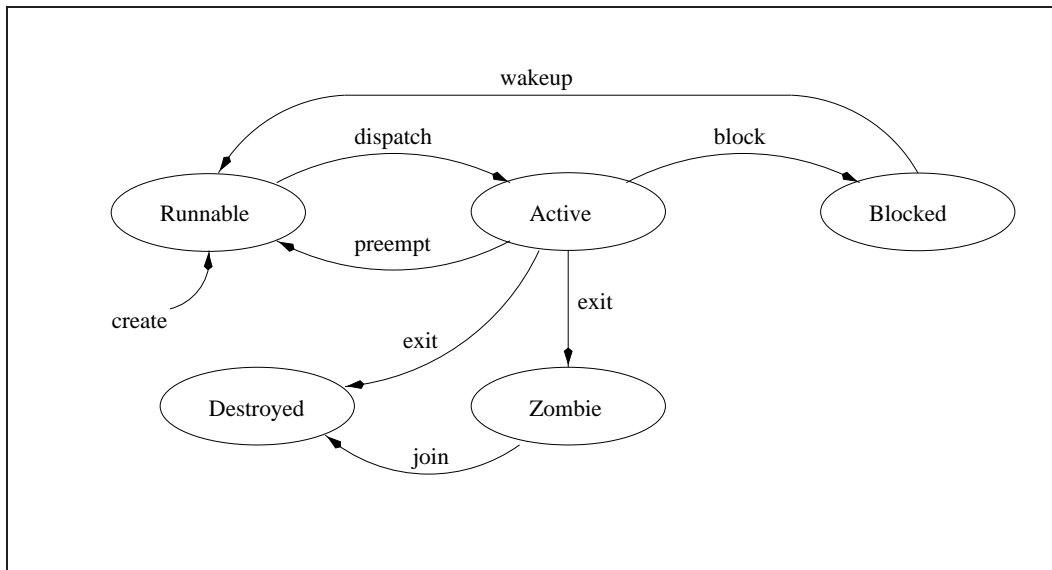 wakeup
dispatch
block
Runnable
Active
Blocked
preempt
create
exit
exit
Destroyed
Zombie
join